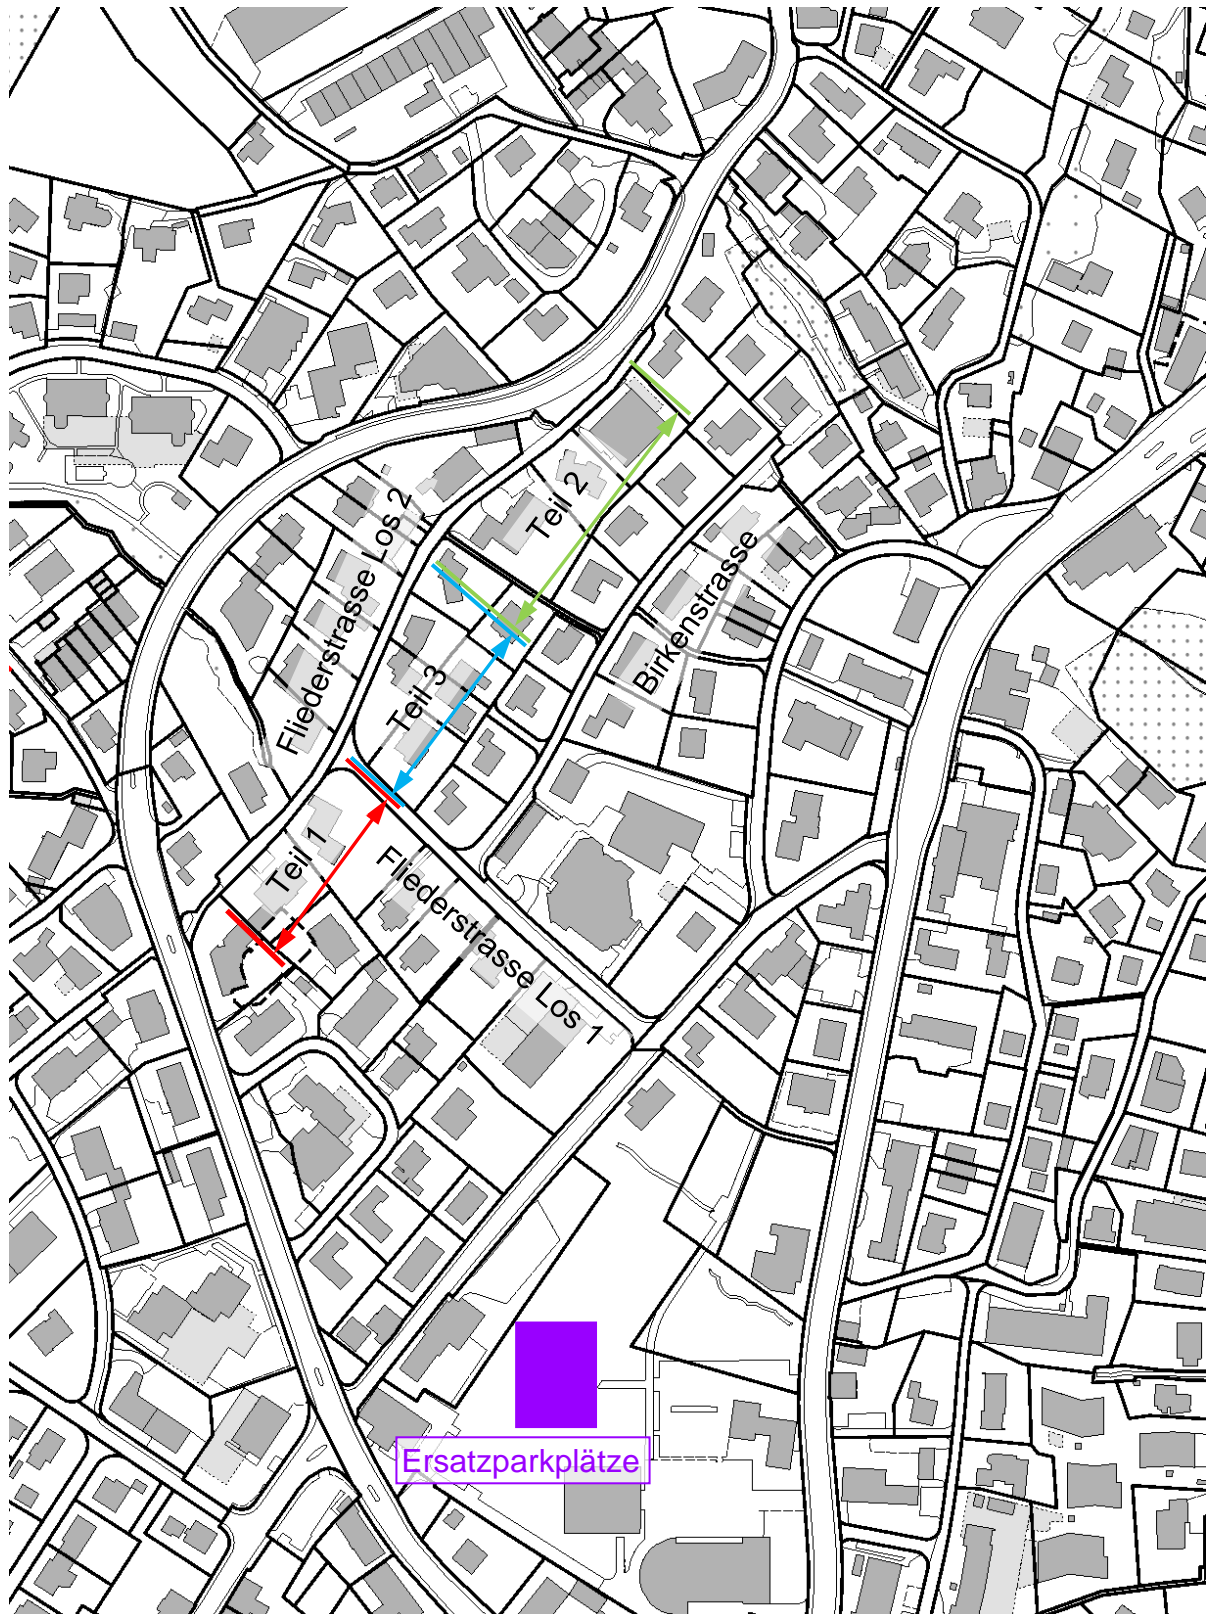 Teil 2
Fliederstrasse Los 2
Birkenstrasse
Teil 3
Teil 1
Fliederstrasse Los 1
Ersatzparkplätze